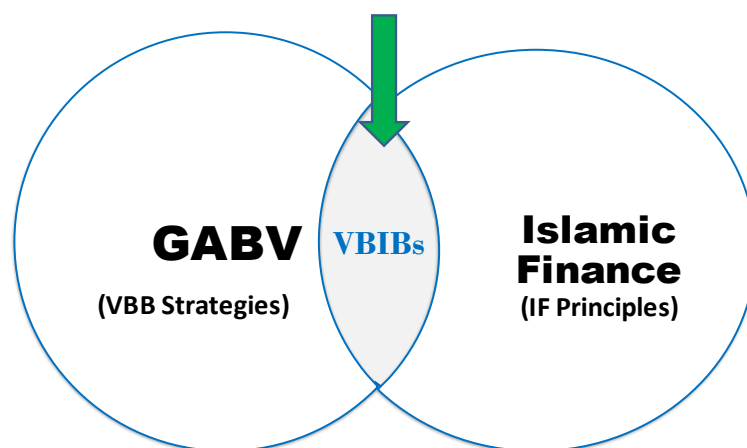 GABV
(VBB Strategies)
VBIBs
Islamic
Finance
(IF Principles)